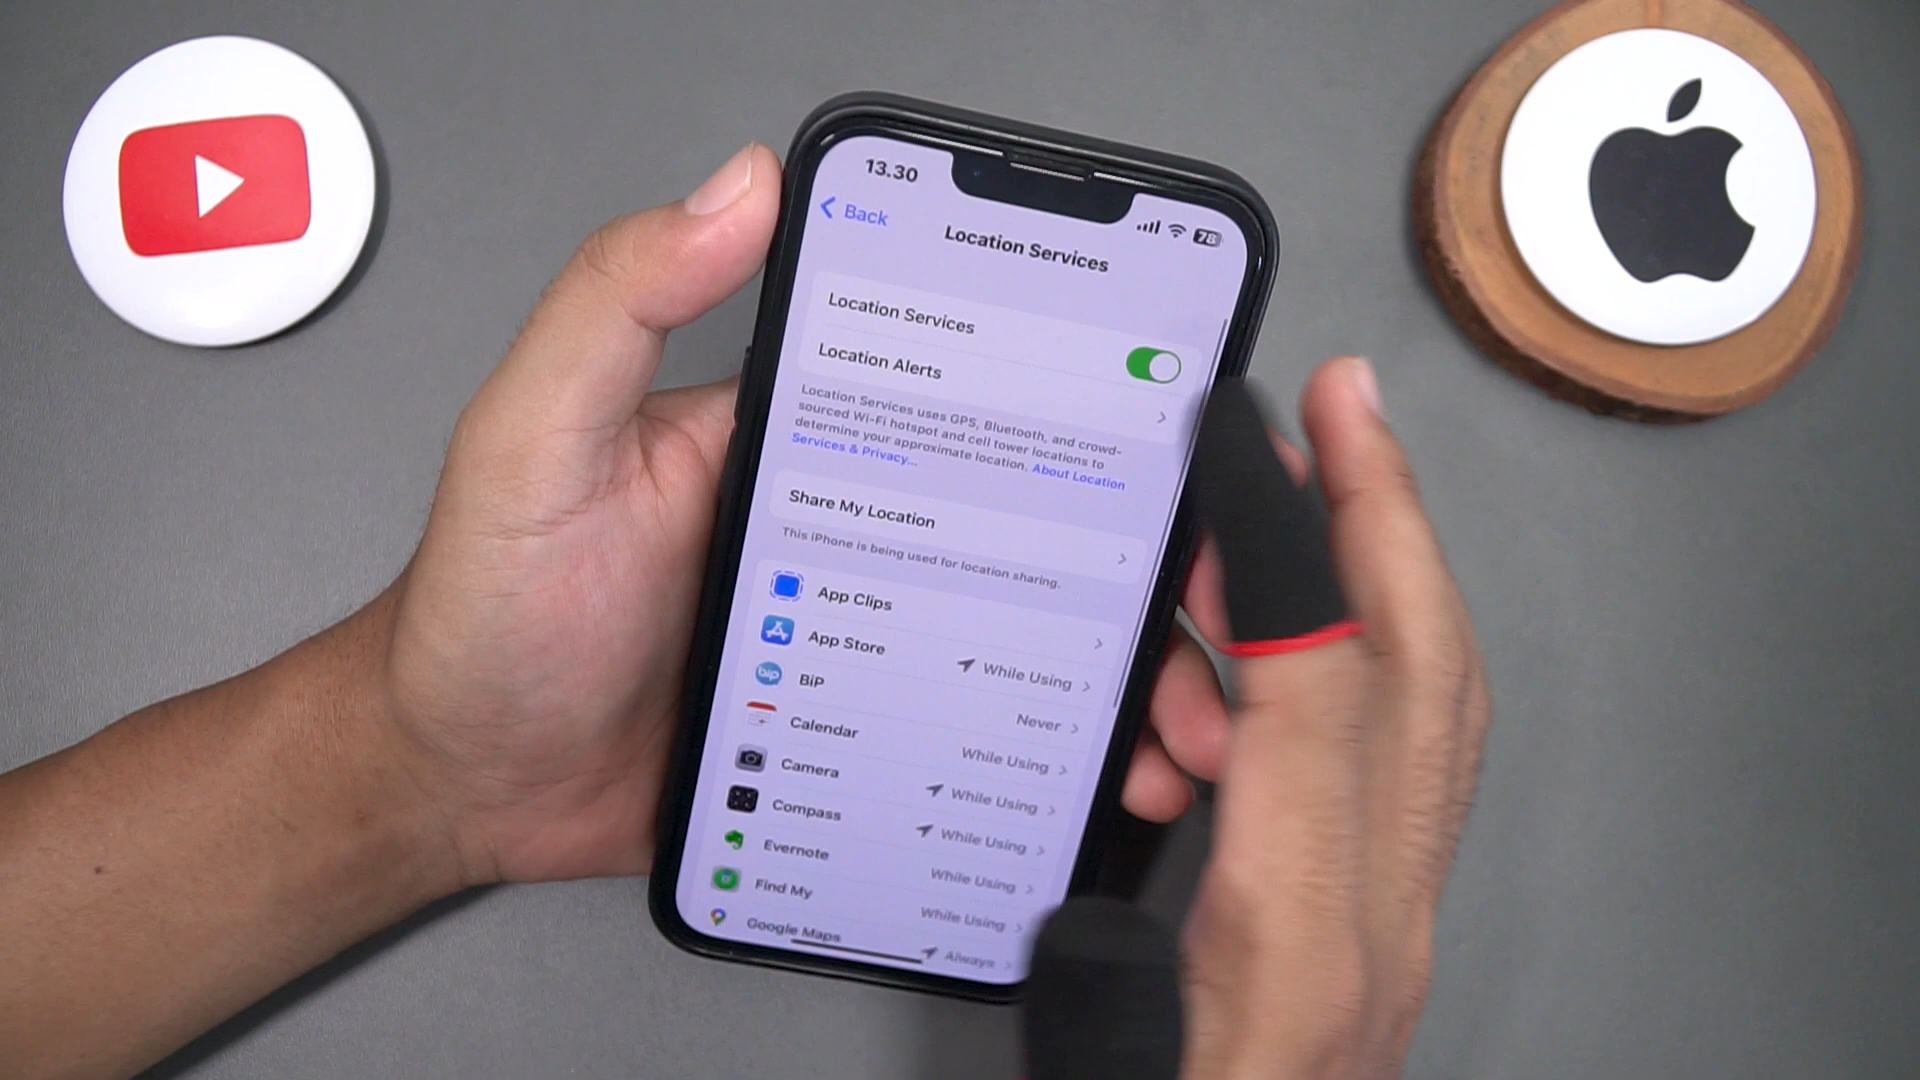 13.30
78
Back
Location Services
Location Services
Location Alerts
Location Services uses GPS, Bluetooth, and crowd-
sourced Wi-Fi hotspot and cell tower locations to
determine your approximate location. About Location
Services & Privacy...
Share My Location
This iPhone is being used for location sharing.
App Clips
App Store While Using
bip BiP Never
Calendar While Using
Camera While Using
Compass While Using
Evernote While Using
Find My While Using
Google Maps Always